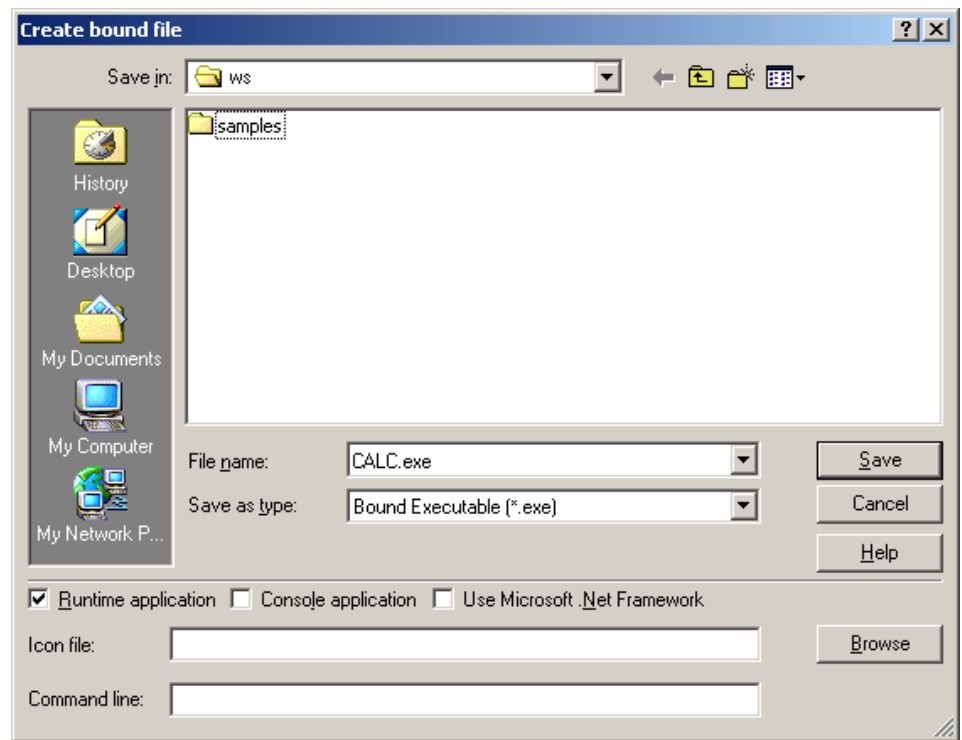 Create bound file
Save in: ws
samples
History
Desktop
My Documents
My Computer
My Network P...
File name: CALC.exe Save
Save as type: Bound Executable (*.exe) Cancel
Help
Runtime application Console application Use Microsoft .Net Framework
Icon file: Browse
Command line: